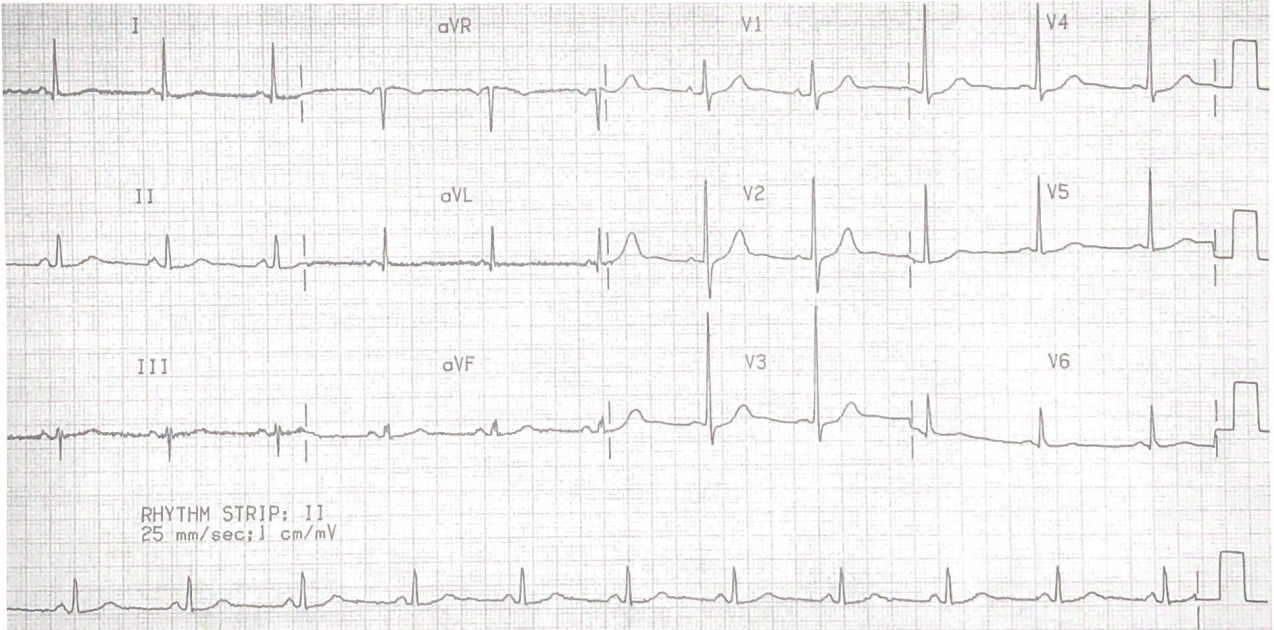 I aVR V1 V4
II aVL V2 V5
III aVF V3 V6
RHYTHM STRIP: II
25 mm/sec;1 cm/mV